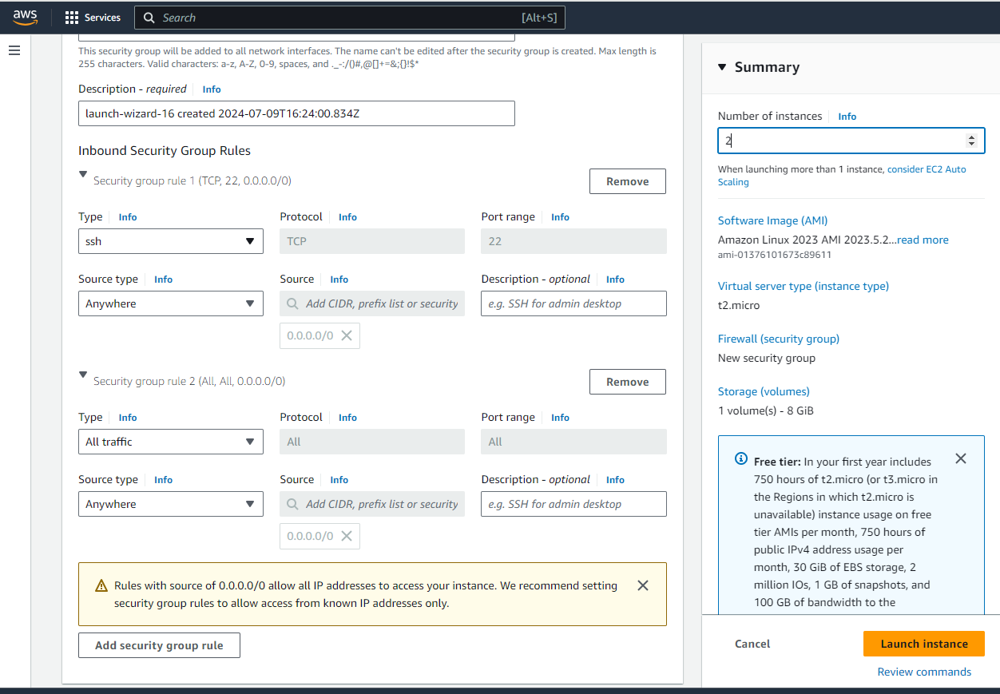 aws
Services
Search
[Alt+S]
This security group will be added to all network interfaces. The name can't be edited after the security group is created. Max length is
255 characters. Valid characters: a-z, A-Z, 0-9, spaces, and ._-:/()#,@[]+=&;{}!$*
Description - required Info
launch-wizard-16 created 2024-07-09T16:24:00.834Z
Inbound Security Group Rules
Security group rule 1 (TCP, 22, 0.0.0.0/0)
Remove
Type Info
Protocol Info
Port range Info
ssh
TCP
22
Source type Info
Source Info
Description - optional Info
Anywhere
Add CIDR, prefix list or security
e.g. SSH for admin desktop
0.0.0.0/0
Security group rule 2 (All, All, 0.0.0.0/0)
Remove
Type Info
Protocol Info
Port range Info
All traffic
All
All
Source type Info
Source Info
Description - optional Info
Anywhere
Add CIDR, prefix list or security
e.g. SSH for admin desktop
0.0.0.0/0
Rules with source of 0.0.0.0/0 allow all IP addresses to access your instance. We recommend setting
security group rules to allow access from known IP addresses only.
Add security group rule
Summary
Number of instances Info
2
When launching more than 1 instance, consider EC2 Auto
Scaling
Software Image (AMI)
Amazon Linux 2023 AMI 2023.5.2...read more
ami-01376101673c89611
Virtual server type (instance type)
t2.micro
Firewall (security group)
New security group
Storage (volumes)
1 volume(s) - 8 GiB
Free tier: In your first year includes
750 hours of t2.micro (or t3.micro in
the Regions in which t2.micro is
unavailable) instance usage on free
tier AMIs per month, 750 hours of
public IPv4 address usage per
month, 30 GiB of EBS storage, 2
million IOs, 1 GB of snapshots, and
100 GB of bandwidth to the
Cancel
Launch instance
Review commands